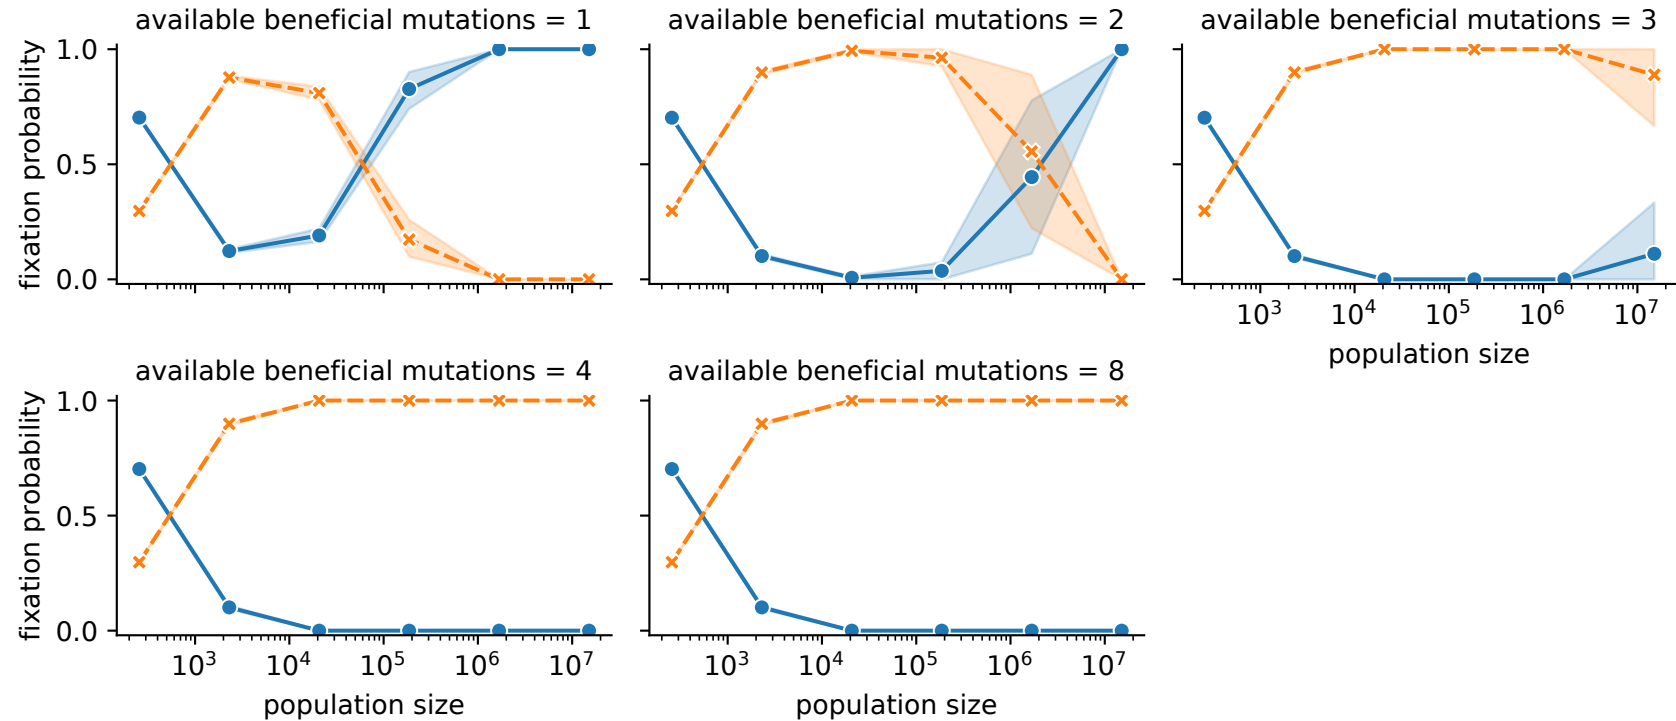 available beneficial mutations = 1
available beneficial mutations = 2
available beneficial mutations = 3
fixation probability
1.0
0.5
0.0
10³ 10⁴ 10⁵ 10⁶ 10⁷
population size
available beneficial mutations = 4
available beneficial mutations = 8
fixation probability
1.0
0.5
0.0
10³ 10⁴ 10⁵ 10⁶ 10⁷
10³ 10⁴ 10⁵ 10⁶ 10⁷
population size
population size